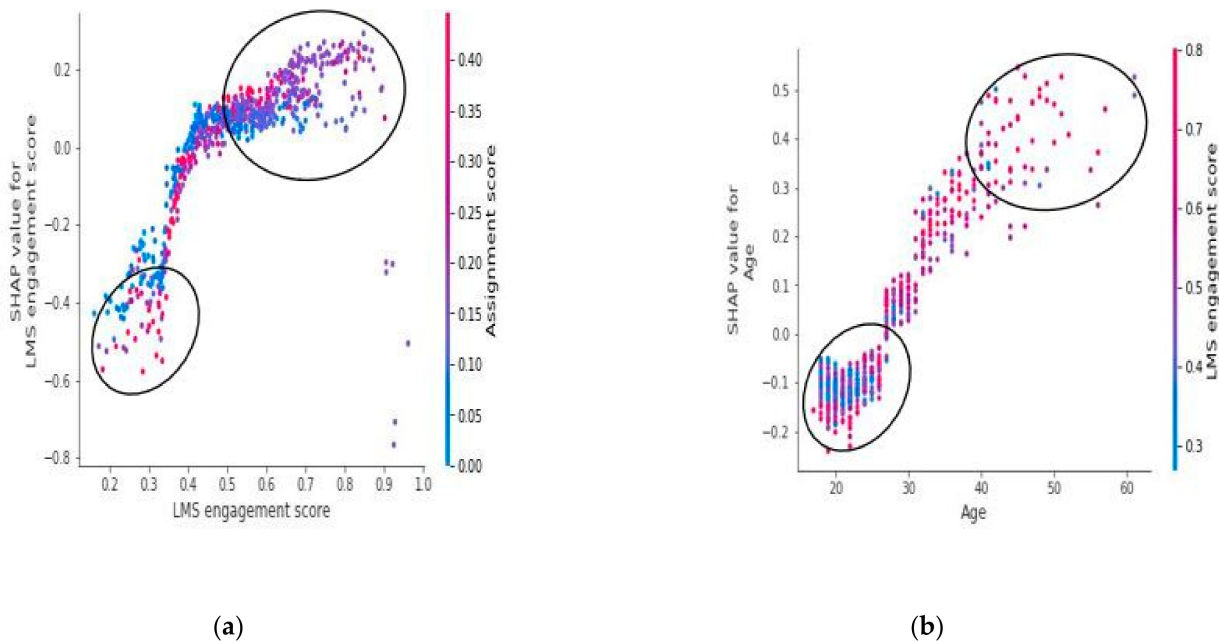 SHAP value for
LMS engagement score
0.2
0.0
−0.2
−0.4
−0.6
−0.8
0.2 0.3 0.4 0.5 0.6 0.7 0.8 0.9 1.0
LMS engagement score
0.40
0.35
0.30
0.25
0.20
0.15
0.10
0.05
0.00
Assignment score
(a)
SHAP value for
Age
0.5
0.4
0.3
0.2
0.1
0.0
−0.1
−0.2
20 30 40 50 60
Age
0.8
0.7
0.6
0.5
0.4
0.3
LMS engagement score
(b)